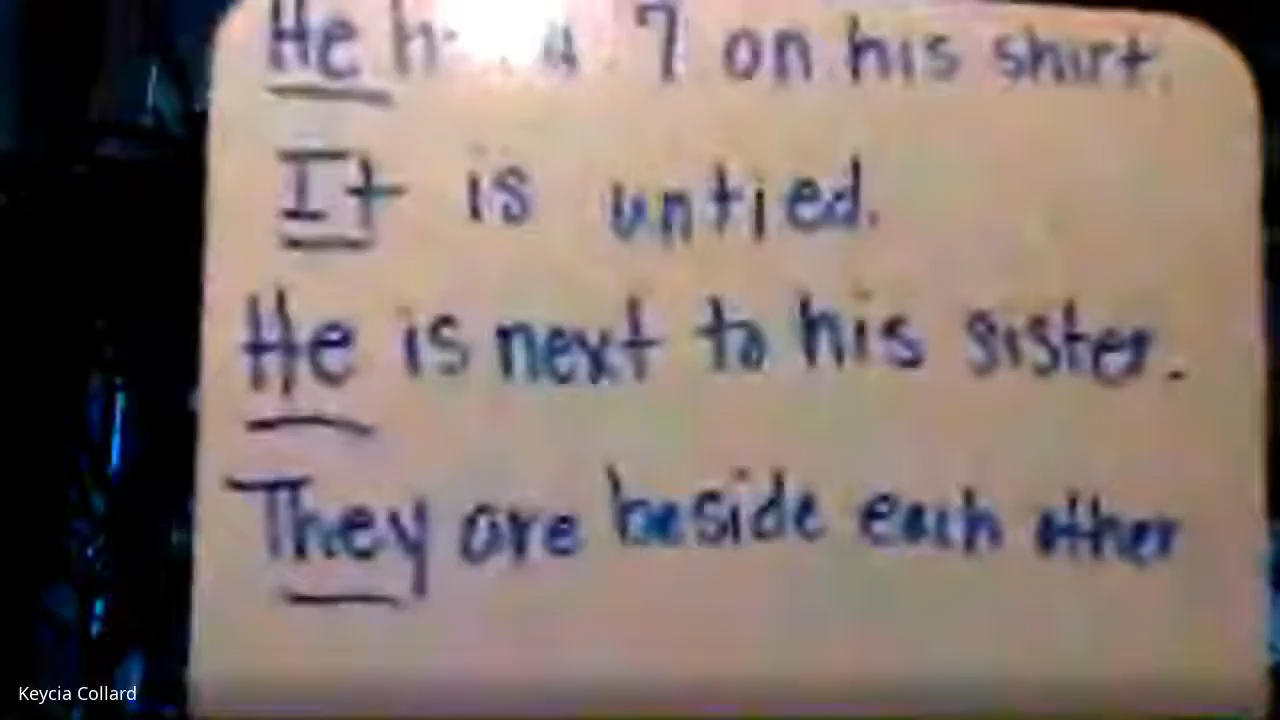 He 7 on his shirt.
It is untied.
He is next to his sister.
They are beside each other
Keycia Collard